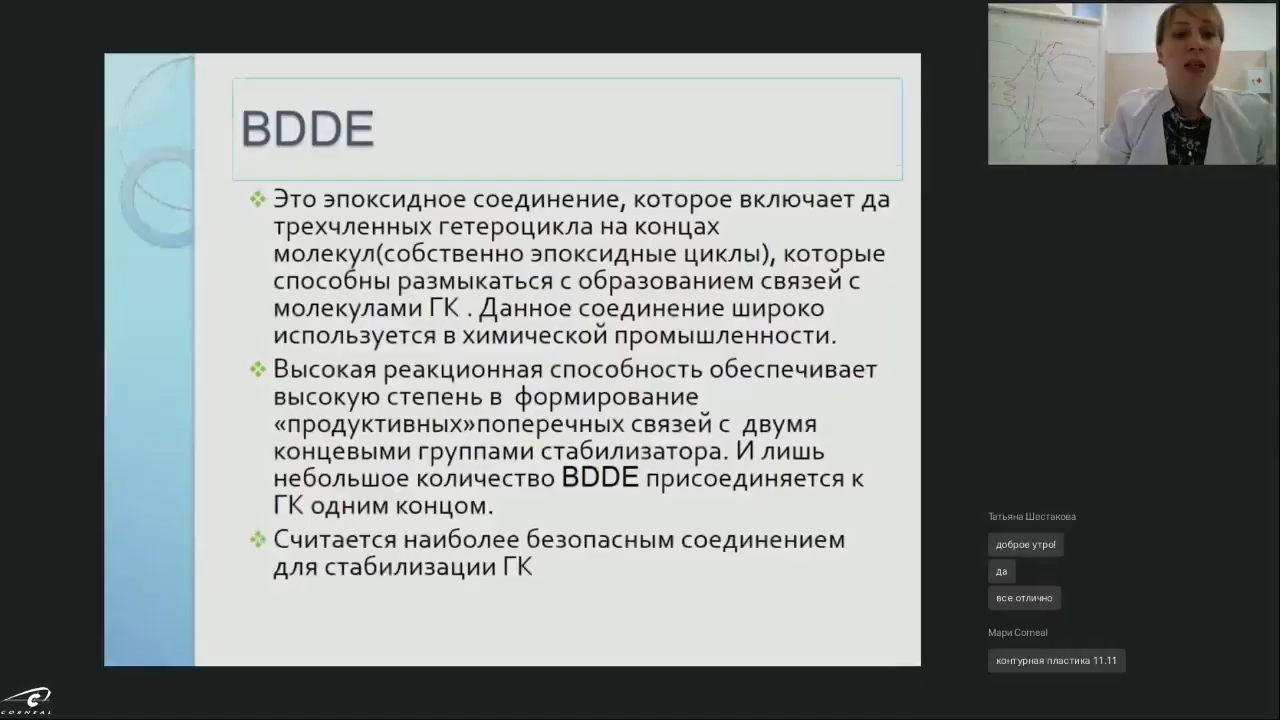 BDDE
Это эпоксидное соединение, которое включает да
трехчленных гетероцикла на концах
молекул(собственно эпоксидные циклы), которые
способны размыкаться с образованием связей с
молекулами ГК . Данное соединение широко
используется в химической промышленности.
Высокая реакционная способность обеспечивает
высокую степень в формирование
«продуктивных»поперечных связей с двумя
концевыми группами стабилизатора. И лишь
небольшое количество BDDE присоединяется к
ГК одним концом.
Считается наиболее безопасным соединением
для стабилизации ГК
Татьяна Шестакова
доброе утро!
да
все отлично
Мари Corneal
контурная пластика 11.11
CORNEAL